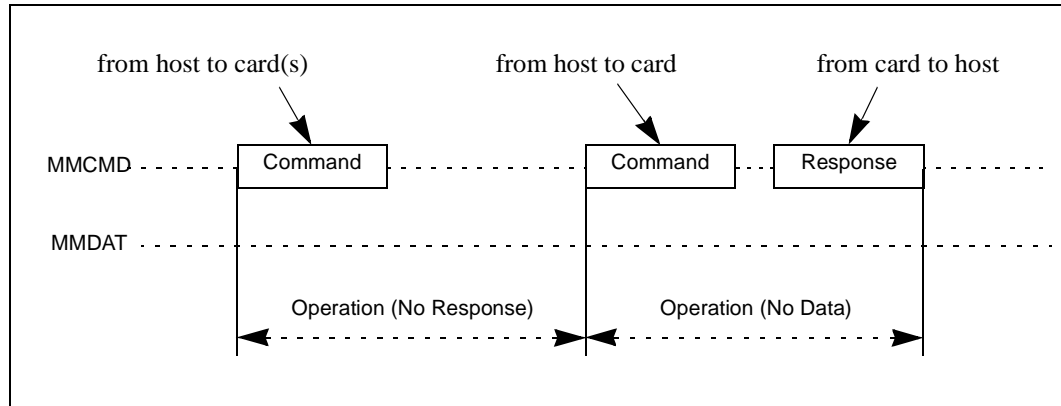 from host to card(s)
from host to card
from card to host
MMCMD
Command
Command
Response
MMDAT
Operation (No Response)
Operation (No Data)